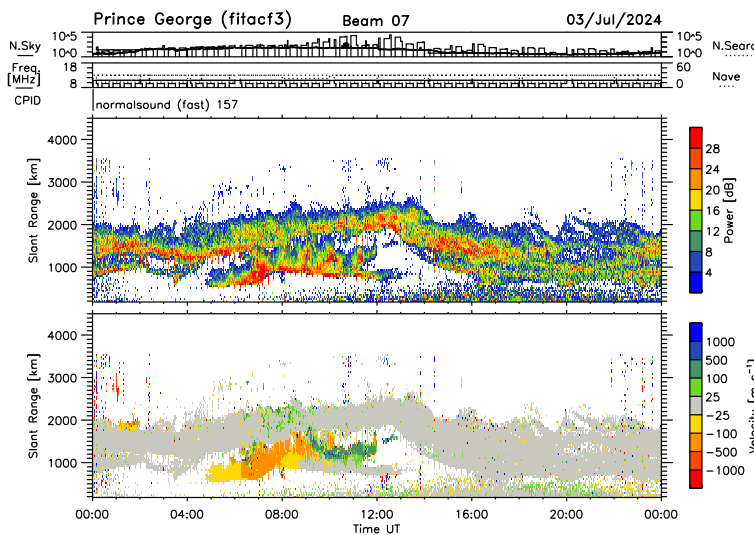 Prince George (fitacf3) Beam 07 03/Jul/2024
N.Sky 10^5 10^0 10^5 10^0 N.Sear
Freq. [MHz] 18 8 60 0 Nave
CPID normalsound (fast) 157
Slant Range [km] 4000 3000 2000 1000
Power [dB] 28 24 20 16 12 8 4
Slant Range [km] 4000 3000 2000 1000
Velocity [m s⁻¹] 1000 500 100 25 -25 -100 -500 -1000
00:00 04:00 08:00 12:00 16:00 20:00 00:00
Time UT